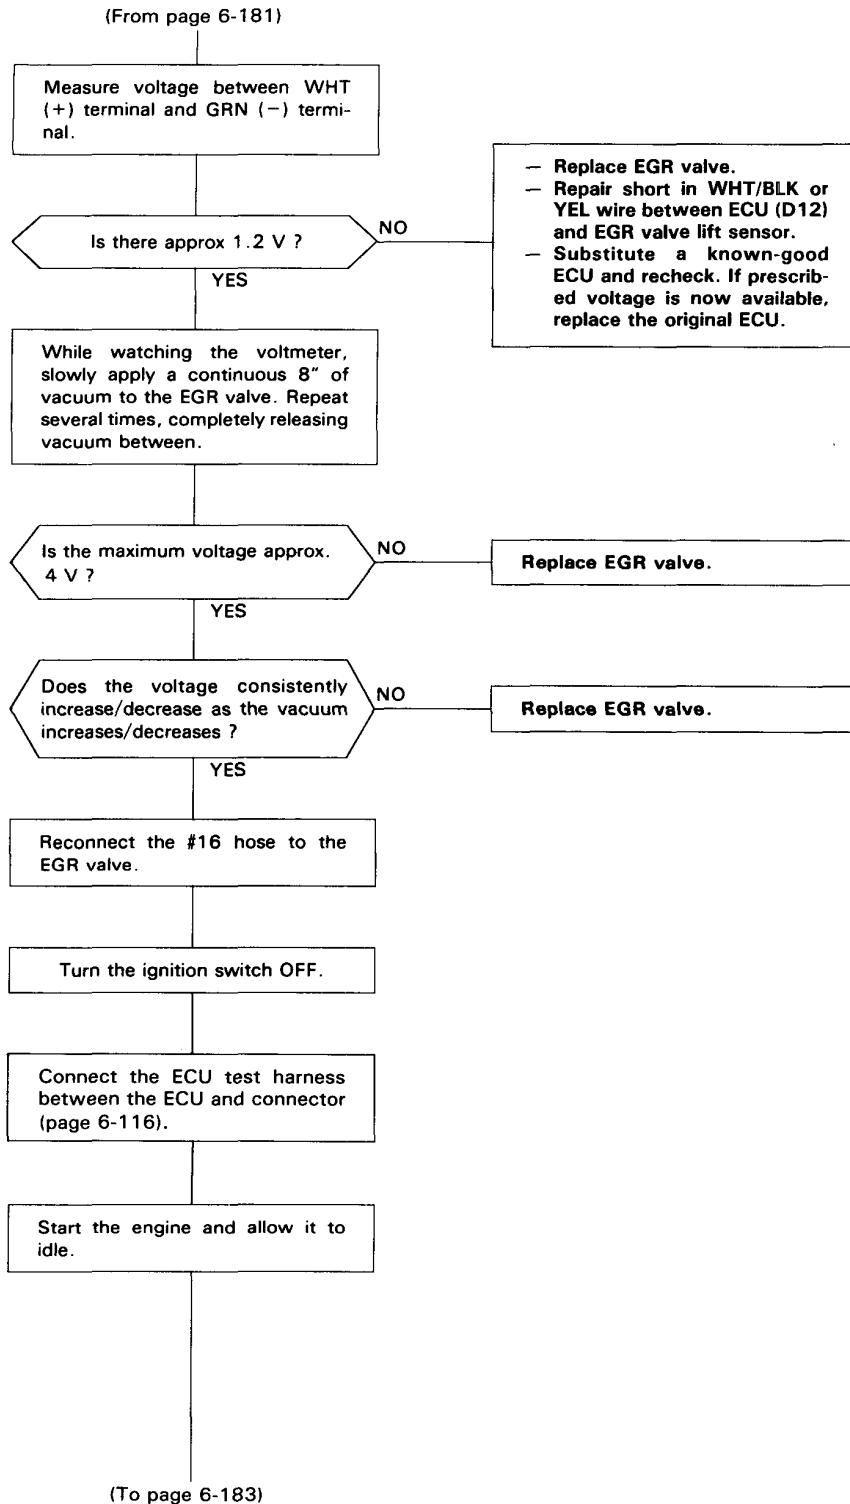 (From page 6-181)
Measure voltage between WHT
(+) terminal and GRN (−) termi-
nal.
Is there approx 1.2 V ?
NO
— Replace EGR valve.
— Repair short in WHT/BLK or
YEL wire between ECU (D12)
and EGR valve lift sensor.
— Substitute a known-good
ECU and recheck. If prescrib-
ed voltage is now available,
replace the original ECU.
YES
While watching the voltmeter,
slowly apply a continuous 8″ of
vacuum to the EGR valve. Repeat
several times, completely releasing
vacuum between.
Is the maximum voltage approx.
4 V ?
NO
Replace EGR valve.
YES
Does the voltage consistently
increase/decrease as the vacuum
increases/decreases ?
NO
Replace EGR valve.
YES
Reconnect the #16 hose to the
EGR valve.
Turn the ignition switch OFF.
Connect the ECU test harness
between the ECU and connector
(page 6-116).
Start the engine and allow it to
idle.
(To page 6-183)